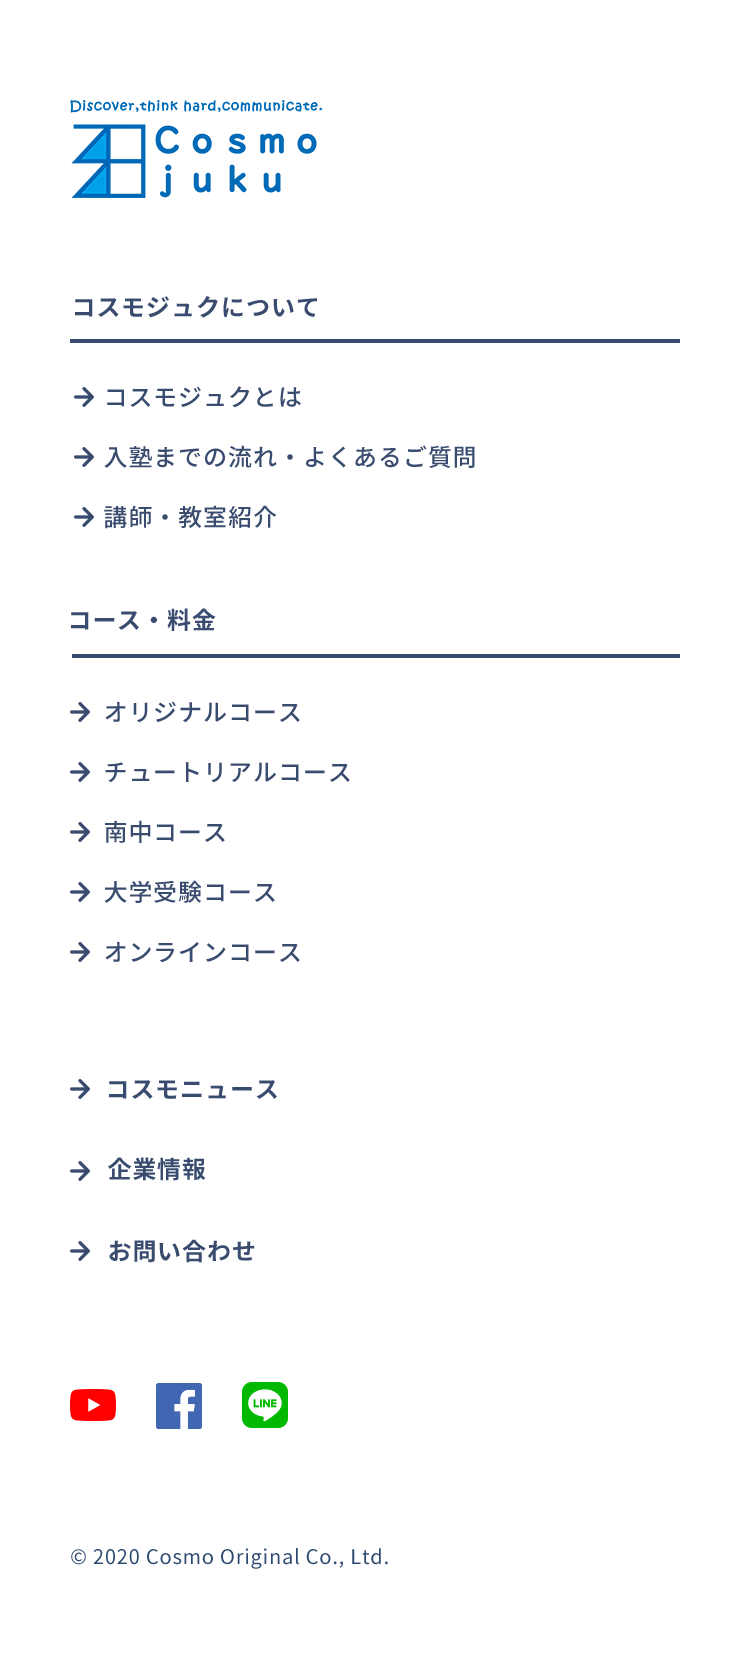 Discover,think hard,communicate.
Cosmo
juku
コスモジュクについて
コスモジュクとは
入塾までの流れ・よくあるご質問
講師・教室紹介
コース・料金
オリジナルコース
チュートリアルコース
南中コース
大学受験コース
オンラインコース
コスモニュース
企業情報
お問い合わせ
LINE
© 2020 Cosmo Original Co., Ltd.